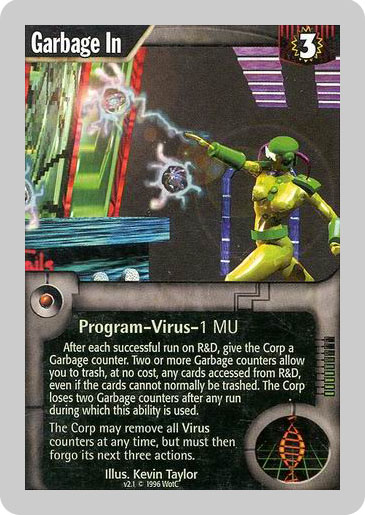 Garbage In
3
Program-Virus-1 MU
After each successful run on R&D, give the Corp a
Garbage counter. Two or more Garbage counters allow
you to trash, at no cost, any cards accessed from R&D,
even if the cards cannot normally be trashed. The Corp
loses two Garbage counters after any run
during which this ability is used.
The Corp may remove all Virus
counters at any time, but must then
forgo its next three actions.
Illus. Kevin Taylor
v2.1 © 1996 WotC